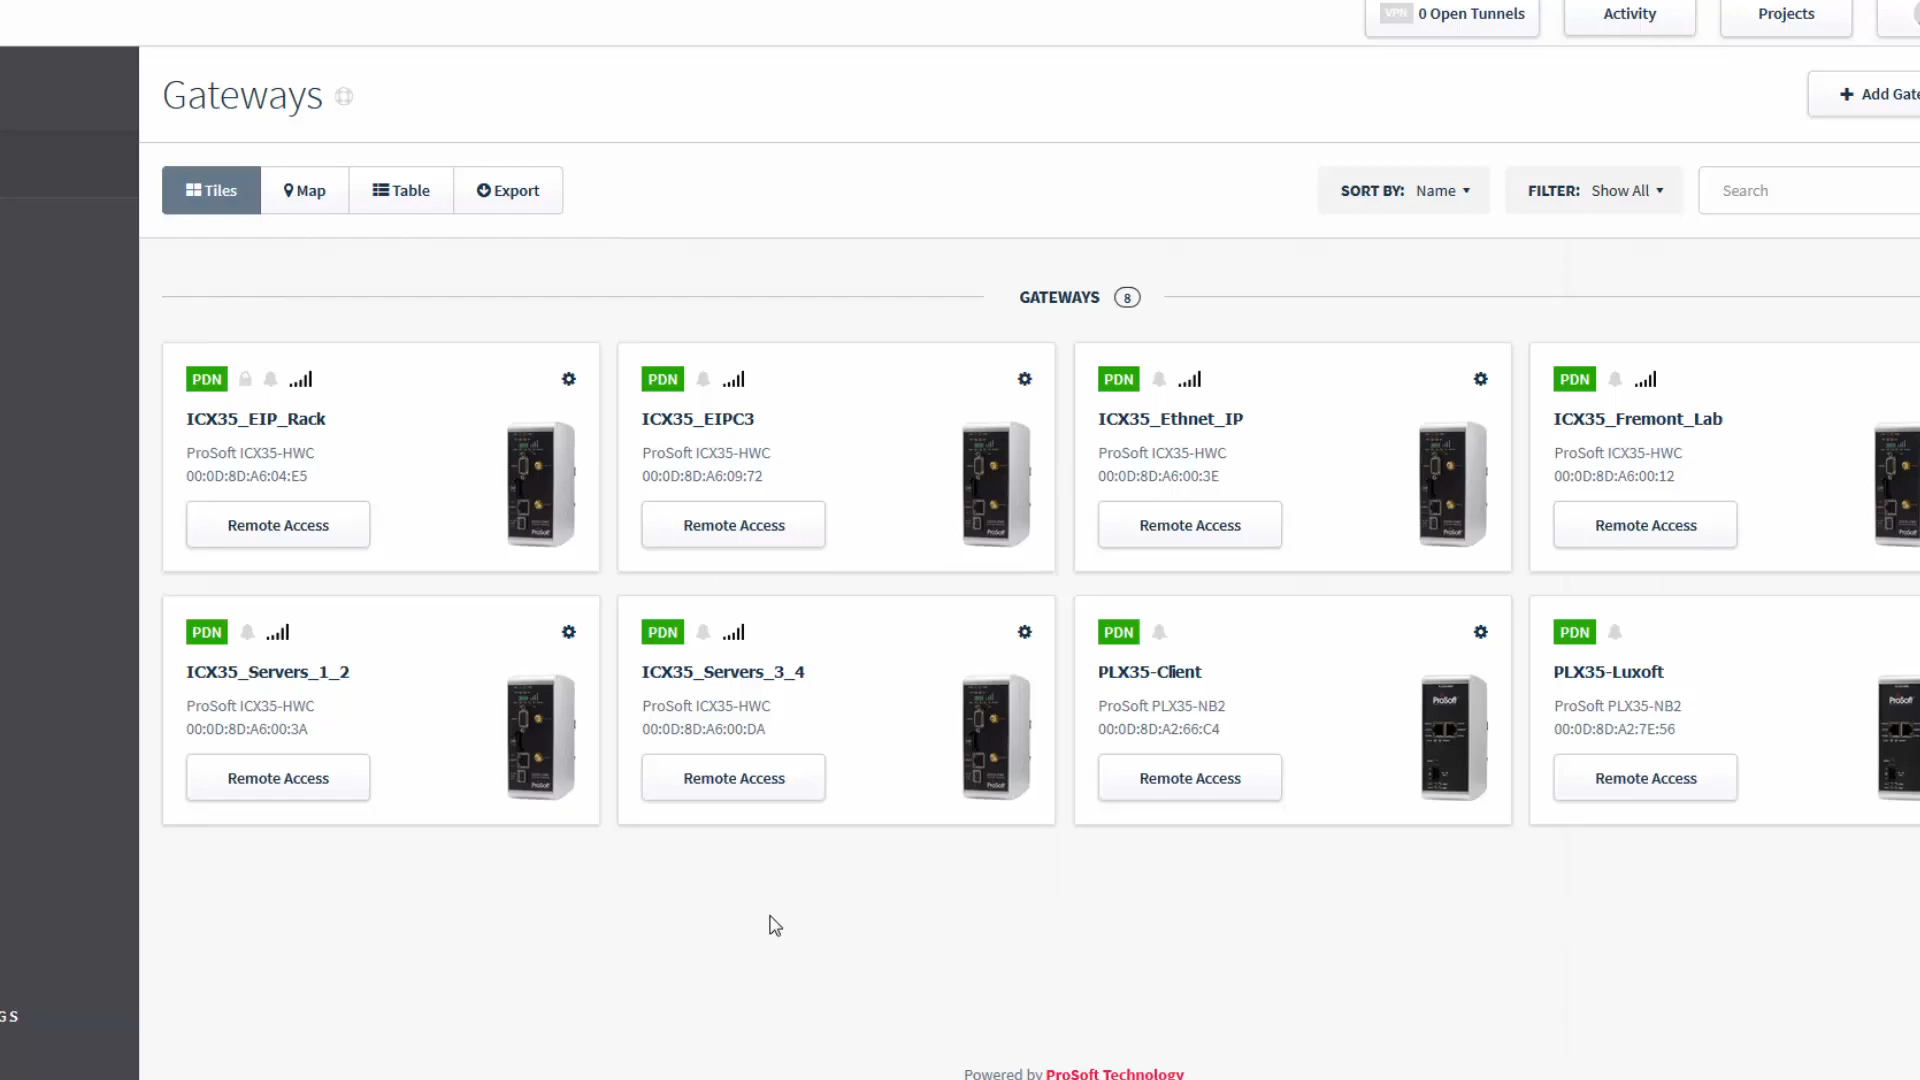 VPN 0 Open Tunnels
Activity
Projects
Gateways
Add Gate
Tiles
Map
Table
Export
SORT BY: Name
FILTER: Show All
Search
GATEWAYS 8
PDN
ICX35_EIP_Rack
ProSoft ICX35-HWC
00:0D:8D:A6:04:E5
Remote Access
PDN
ICX35_EIPC3
ProSoft ICX35-HWC
00:0D:8D:A6:09:72
Remote Access
PDN
ICX35_Ethnet_IP
ProSoft ICX35-HWC
00:0D:8D:A6:00:3E
Remote Access
PDN
ICX35_Fremont_Lab
ProSoft ICX35-HWC
00:0D:8D:A6:00:12
Remote Access
PDN
ICX35_Servers_1_2
ProSoft ICX35-HWC
00:0D:8D:A6:00:3A
Remote Access
PDN
ICX35_Servers_3_4
ProSoft ICX35-HWC
00:0D:8D:A6:00:DA
Remote Access
PDN
PLX35-Client
ProSoft PLX35-NB2
00:0D:8D:A2:66:C4
Remote Access
ProSoft
PDN
PLX35-Luxoft
ProSoft PLX35-NB2
00:0D:8D:A2:7E:56
Remote Access
ProSoft
GS
Powered by ProSoft Technology